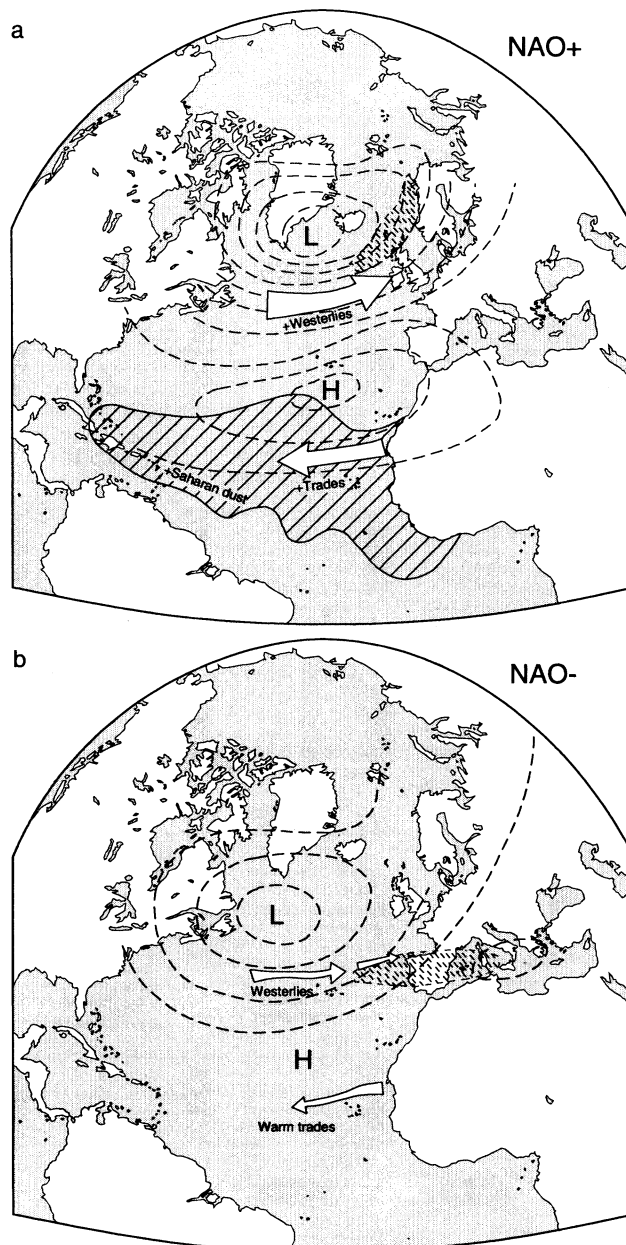 a
NAO+
L
+Westerlies
H
+Saharan dust
+Trades
b
NAO-
L
Westerlies
H
Warm trades